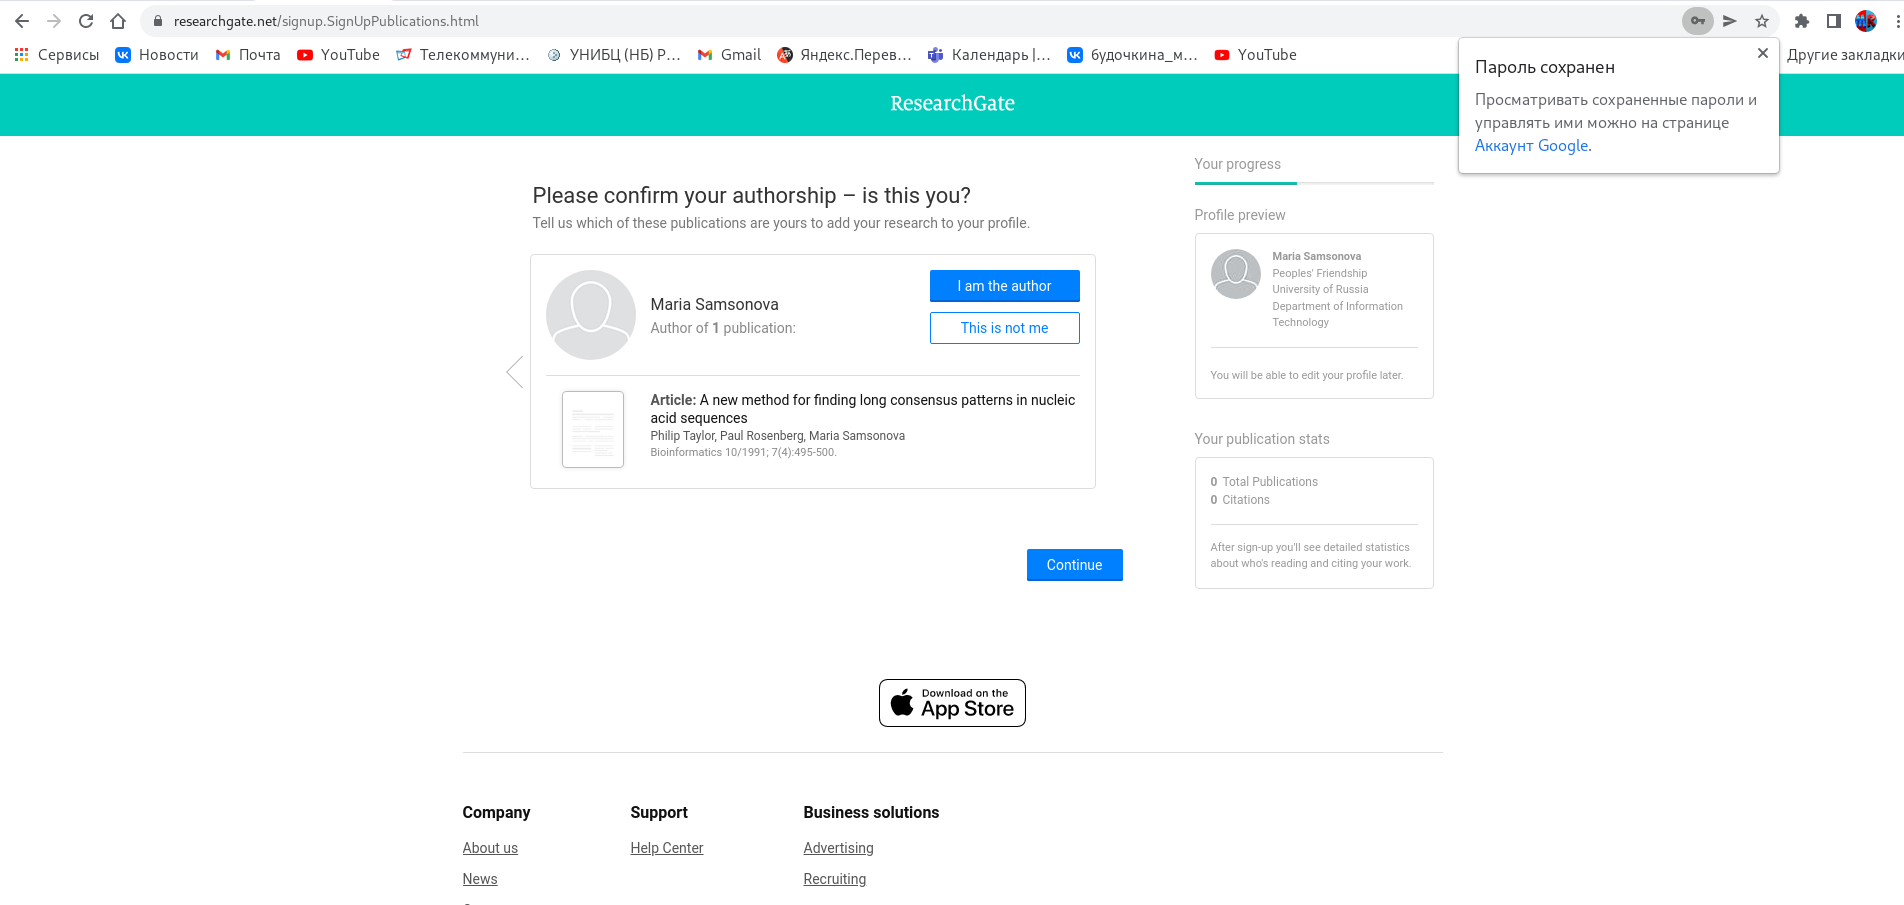 researchgate.net/signup.SignUpPublications.html
Сервисы
Новости
Почта
YouTube
Телекоммуни...
УНИБЦ (НБ) Р...
Gmail
Яндекс.Перев...
Календарь |...
будочкина_м...
YouTube
Другие закладки
Пароль сохранен
Просматривать сохраненные пароли и
управлять ими можно на странице
Аккаунт Google.
ResearchGate
Please confirm your authorship – is this you?
Tell us which of these publications are yours to add your research to your profile.
Maria Samsonova
Author of 1 publication:
I am the author
This is not me
Article: A new method for finding long consensus patterns in nucleic
acid sequences
Philip Taylor, Paul Rosenberg, Maria Samsonova
Bioinformatics 10/1991; 7(4):495-500.
Continue
Your progress
Profile preview
Maria Samsonova
Peoples' Friendship
University of Russia
Department of Information
Technology
You will be able to edit your profile later.
Your publication stats
0 Total Publications
0 Citations
After sign-up you'll see detailed statistics
about who's reading and citing your work.
Download on the
App Store
Company
About us
News
Support
Help Center
Business solutions
Advertising
Recruiting